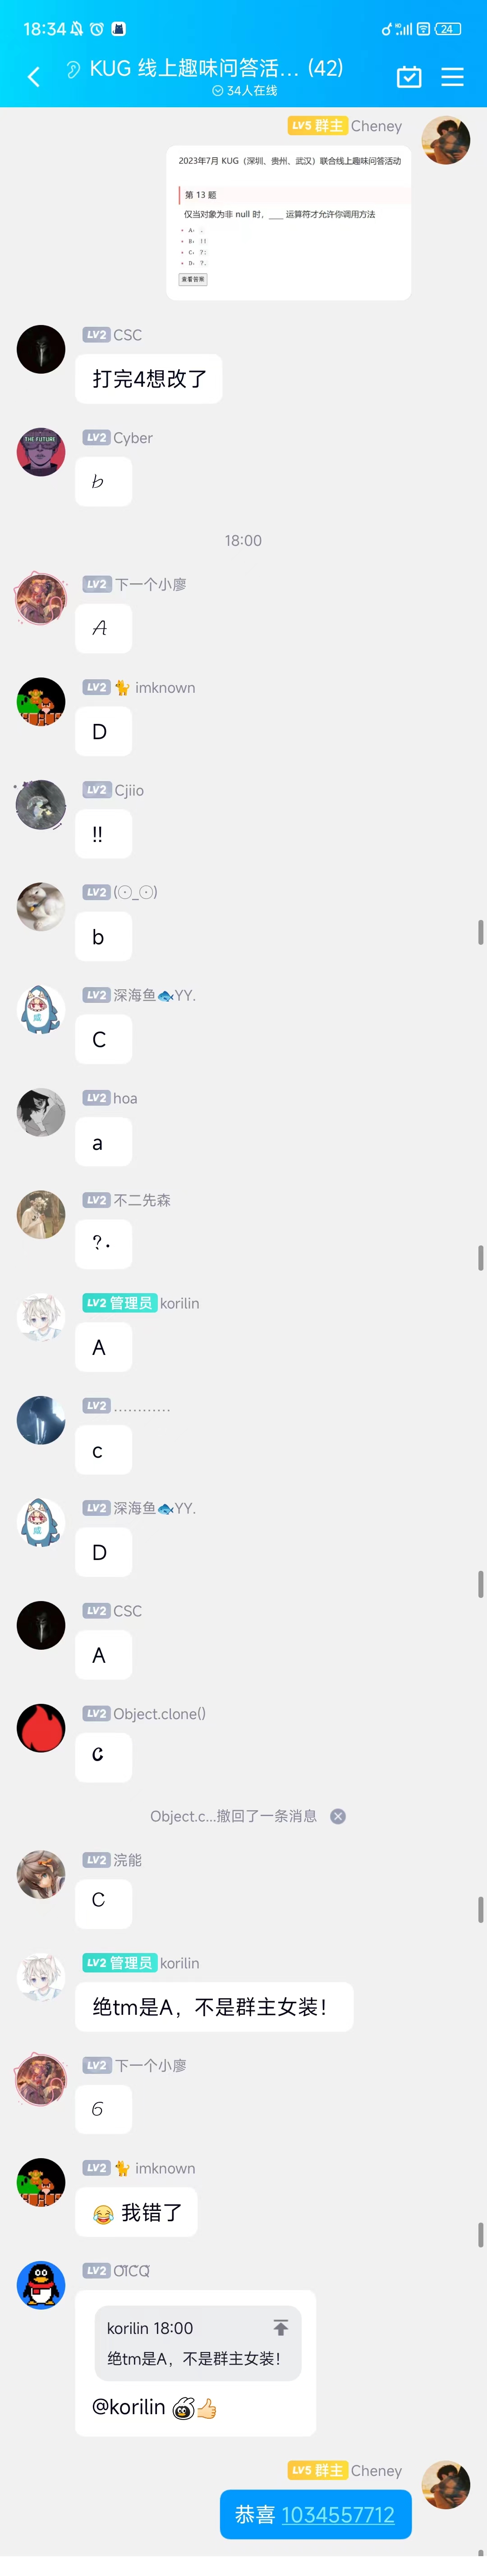 18:34
24
KUG 线上趣味问答活... (42)
34人在线
LV5 群主 Cheney
2023年7月 KUG（深圳、贵州、武汉）联合线上趣味问答活动
第 13 题
仅当对象为非 null 时，____ 运算符才允许你调用方法
A： .
B： !!
C： ?:
D： ?.
查看答案
LV2 CSC
打完4想改了
LV2 Cyber
THE FUTURE
b
18:00
LV2 下一个小廖
A
LV2 🐈 imknown
D
LV2 Cjiio
!!
LV2 (⊙_⊙)
b
LV2 深海鱼🐟YY.
咸
C
LV2 hoa
a
LV2 不二先森
?.
LV2 管理员 korilin
A
LV2 …………
c
LV2 深海鱼🐟YY.
咸
D
LV2 CSC
A
LV2 Object.clone()
c
Object.c...撤回了一条消息
LV2 浣能
C
LV2 管理员 korilin
绝tm是A，不是群主女装！
LV2 下一个小廖
6
LV2 🐈 imknown
😂 我错了
LV2 OICQ
korilin 18:00
绝tm是A，不是群主女装！
@korilin 👍
LV5 群主 Cheney
恭喜 1034557712